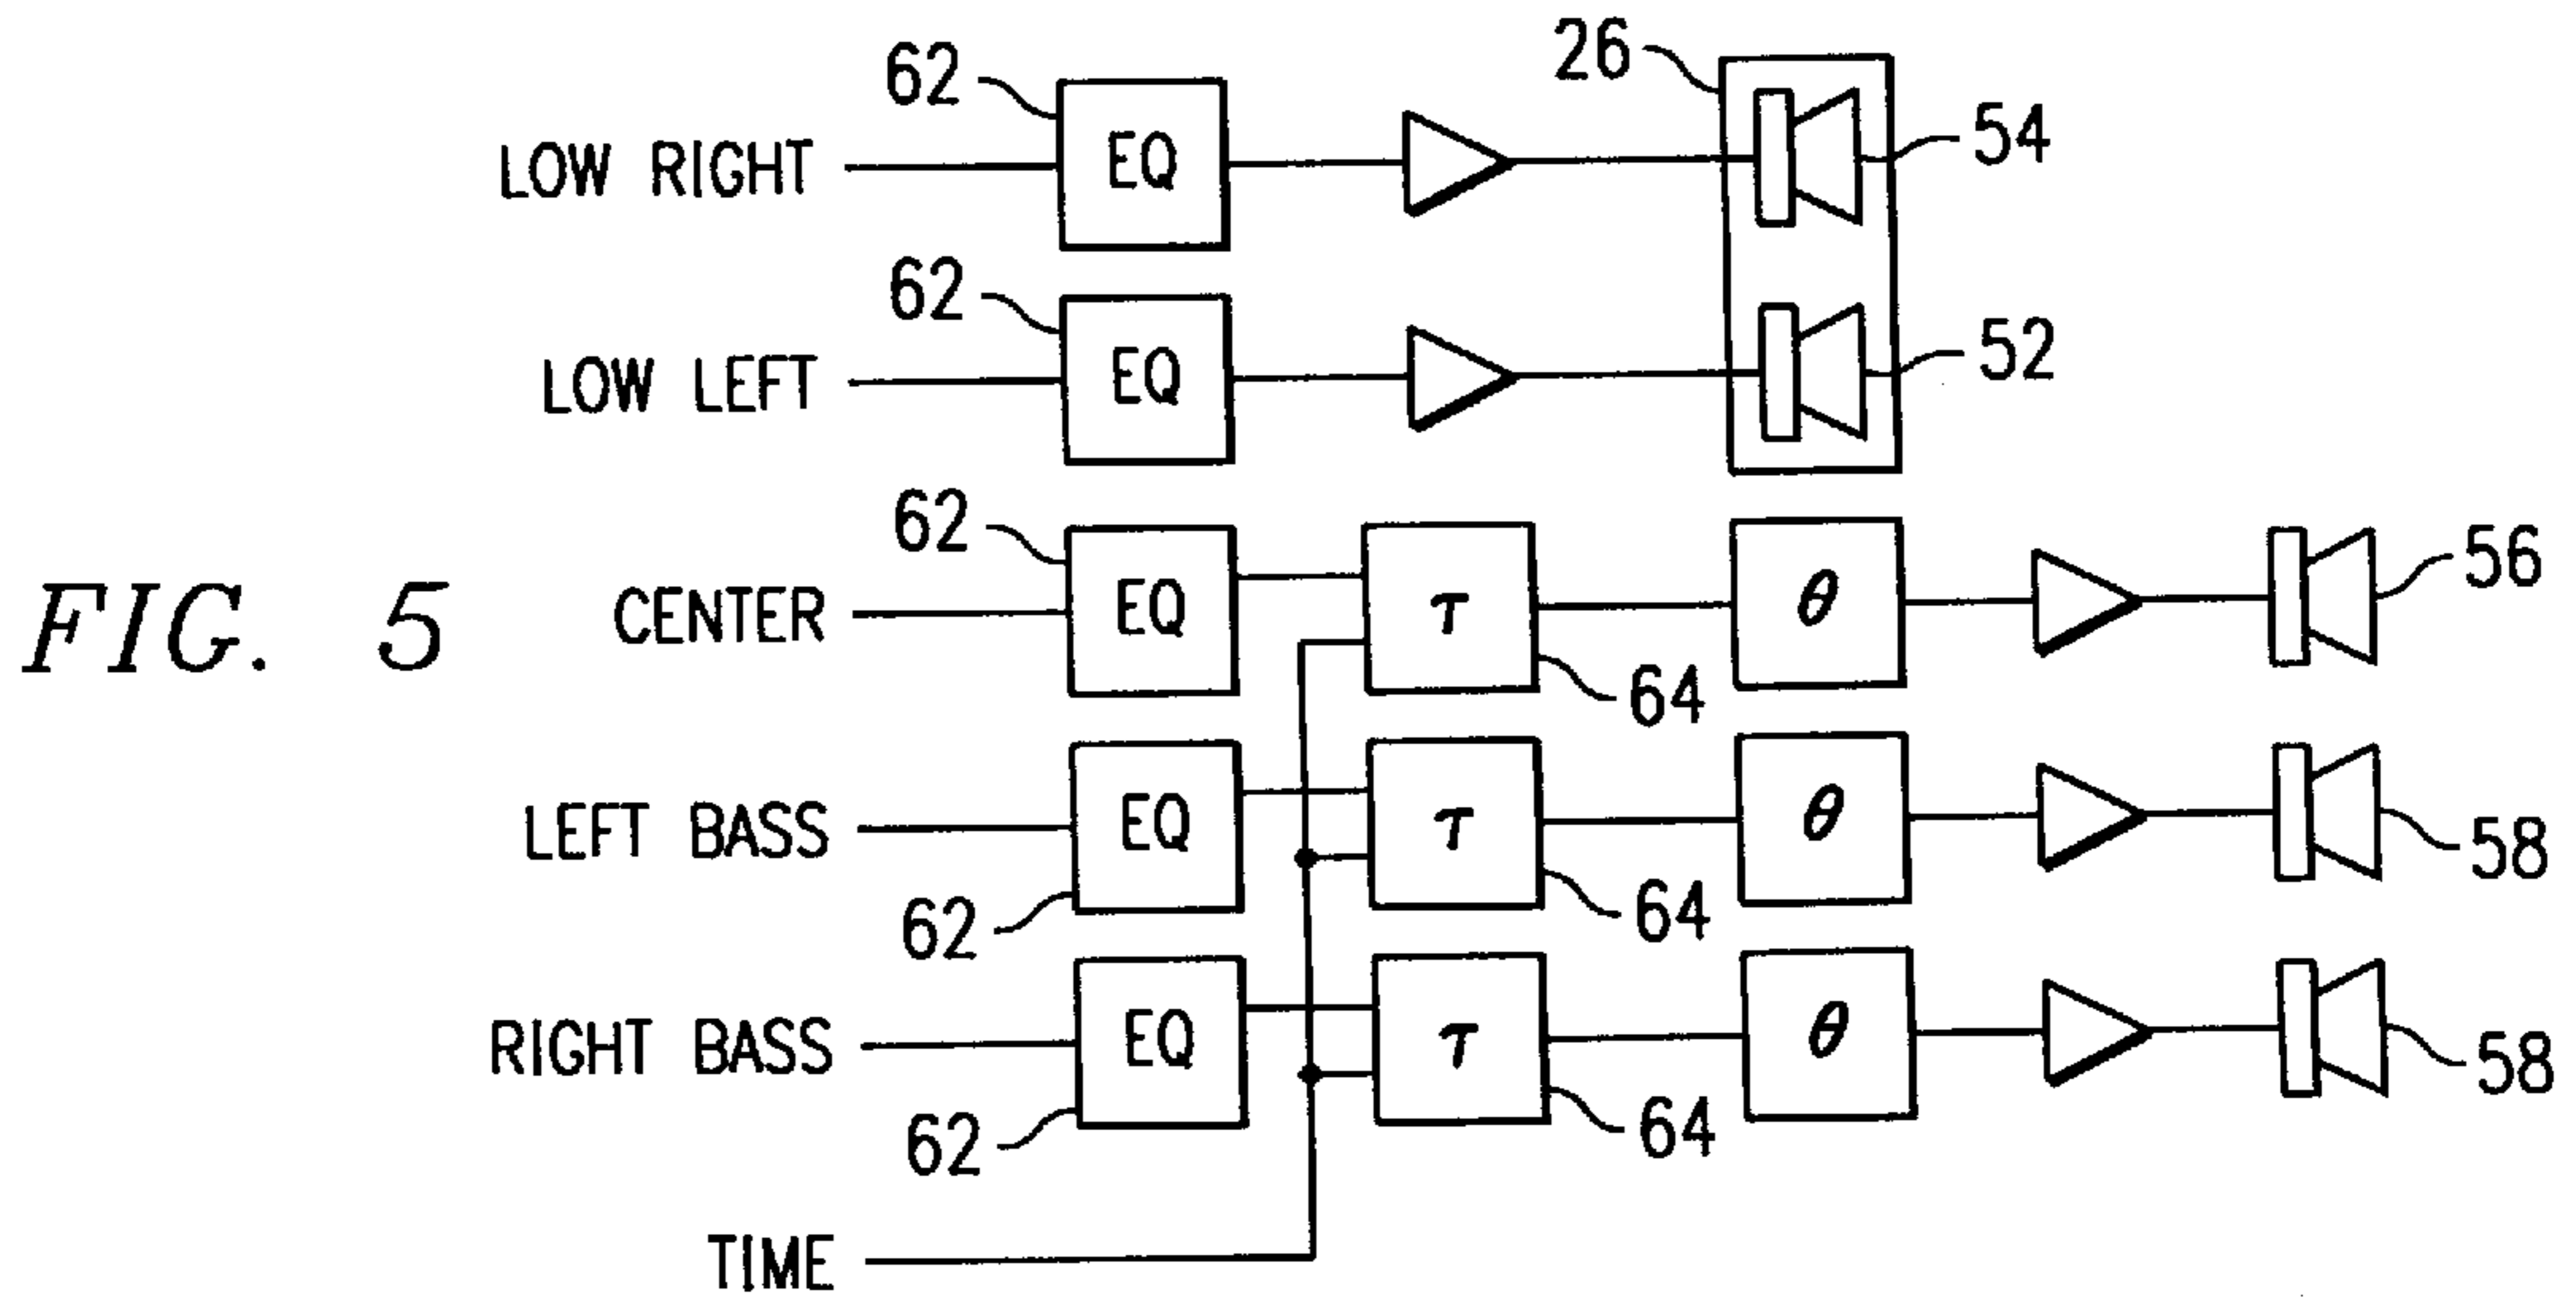 26
62
54
LOW RIGHT
EQ
62
52
LOW LEFT
EQ
62
56
FIG. 5
CENTER
EQ
τ
θ
64
LEFT BASS
EQ
τ
θ
58
62
64
RIGHT BASS
EQ
τ
θ
58
62
64
TIME